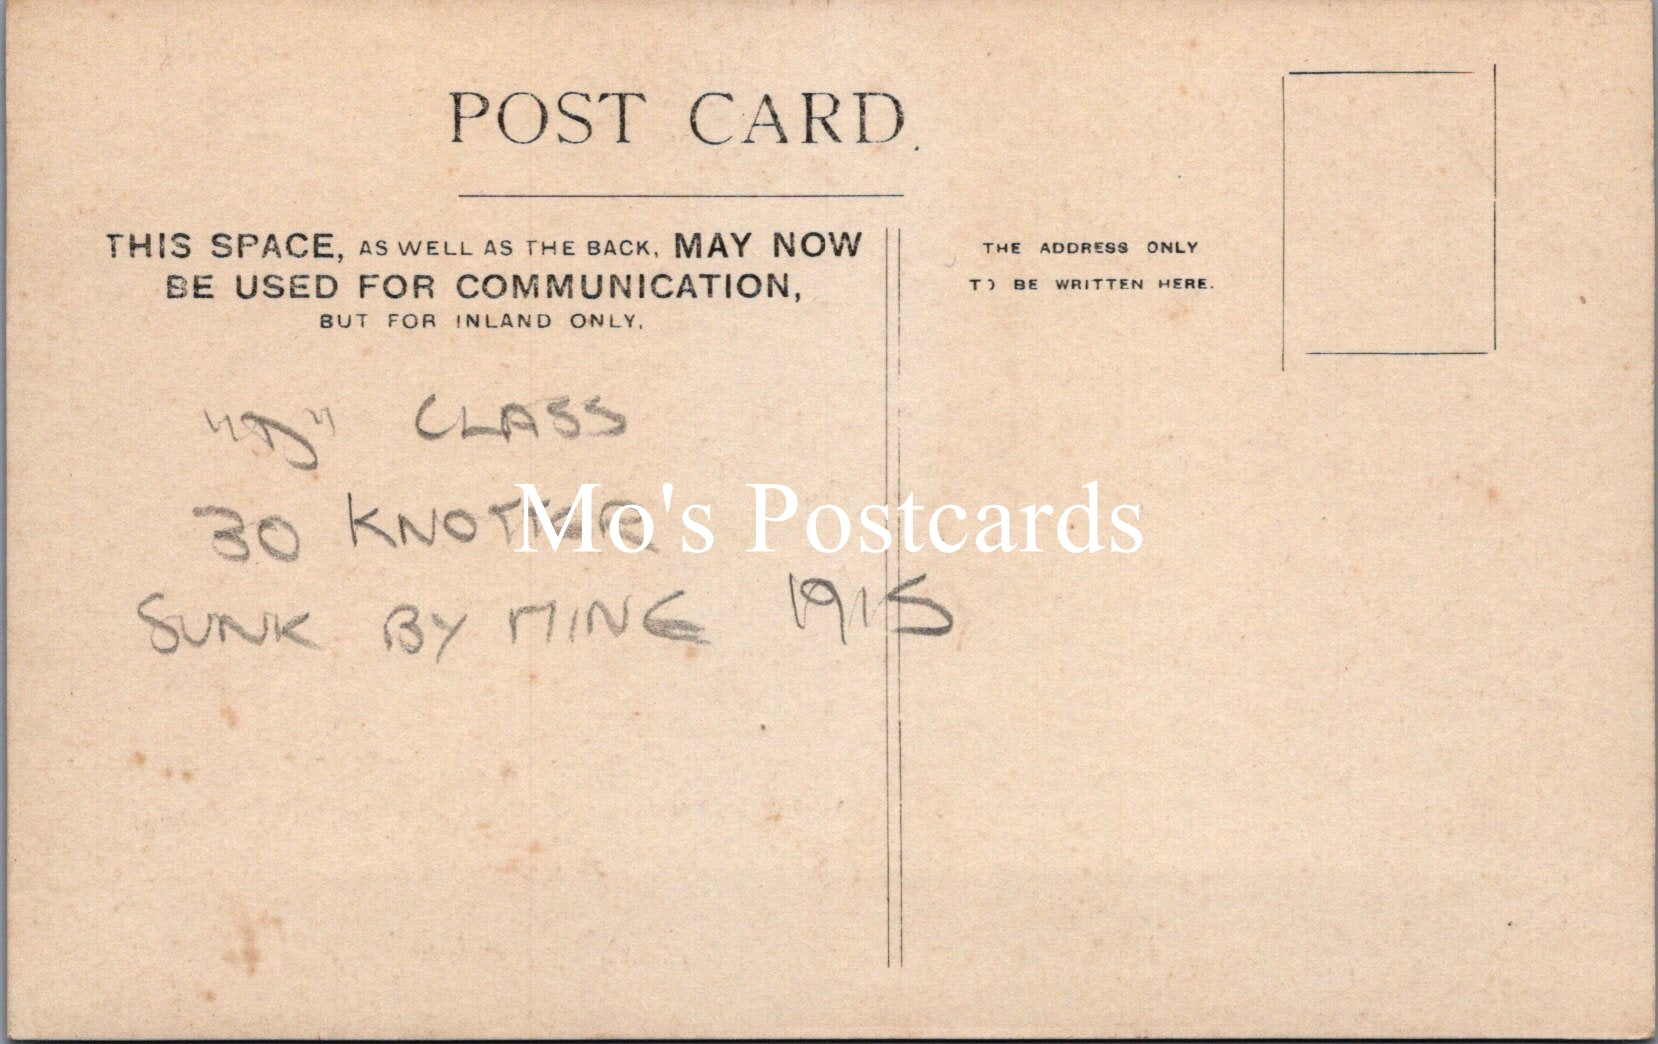 POST CARD
THIS SPACE, AS WELL AS THE BACK, MAY NOW
BE USED FOR COMMUNICATION,
BUT FOR INLAND ONLY.
THE ADDRESS ONLY
TO BE WRITTEN HERE.
"D" CLASS
30 KNOTTER
SUNK BY MINE 1915
Mo's Postcards